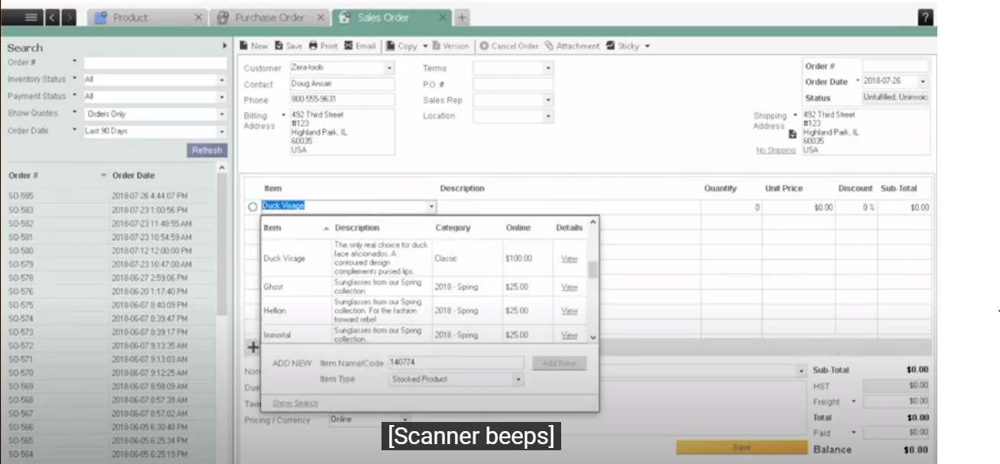 Product
Purchase Order
Sales Order
?
Search
Order #
Inventory Status All
Payment Status All
Show Quotes Orders Only
Order Date Last 90 Days
Refresh
Order # Order Date
SO-595 2018-07-26 4:44:07 PM
SO-583 2018-07-23 1:00:56 PM
SO-582 2018-07-23 11:48:55 AM
SO-581 2018-07-23 10:54:59 AM
SO-580 2018-07-12 12:00:00 PM
SO-579 2018-07-23 10:47:00 AM
SO-578 2018-06-27 2:59:06 PM
SO-576 2018-06-20 1:17:40 PM
SO-575 2018-06-07 8:40:09 PM
SO-574 2018-06-07 8:39:47 PM
SO-573 2018-06-07 8:39:17 PM
SO-572 2018-06-07 9:13:35 AM
SO-571 2018-06-07 9:13:03 AM
SO-570 2018-06-07 9:12:25 AM
SO-569 2018-06-07 8:58:09 AM
SO-568 2018-06-07 8:57:39 AM
SO-567 2018-06-07 8:57:02 AM
SO-566 2018-06-05 6:30:48 PM
SO-565 2018-06-05 6:25:34 PM
SO-564 2018-06-05 6:25:19 PM
New Save Print Email Copy Version Cancel Order Attachment Sticky
Customer Zera-tools
Contact Doug Ansari
Phone 800-555-9631
Billing Address 492 Third Street
#123
Highland Park, IL
60035
USA
Terms
P.O. #
Sales Rep
Location
Order #
Order Date 2018-07-26
Status Unfulfilled, Uninvoic
Shipping Address 492 Third Street
#123
Highland Park, IL
60035
No Shipping USA
Item Description Quantity Unit Price Discount Sub-Total
Duck Visage 0 $0.00 0 % $0.00
Item Description Category Online Details
Duck Visage The only real choice for duck
face aficionados. A
contoured design
complements pursed lips. Classic $100.00 View
Ghost Sunglasses from our Spring
collection. 2018 - Spring $25.00 View
Hellion Sunglasses from our Spring
collection. For the fashion
forward rebel 2018 - Spring $25.00 View
Immortal Sunglasses from our Spring
collection. 2018 - Spring $25.00 View
ADD NEW Item Name/Code 140774 Add New
Item Type Stocked Product
Show Search
Non
Due
Taxi
Pricing / Currency Online
Sub-Total $0.00
HST $0.00
Freight $0.00
Total $0.00
Paid $0.00
Save Balance $0.00
[Scanner beeps]